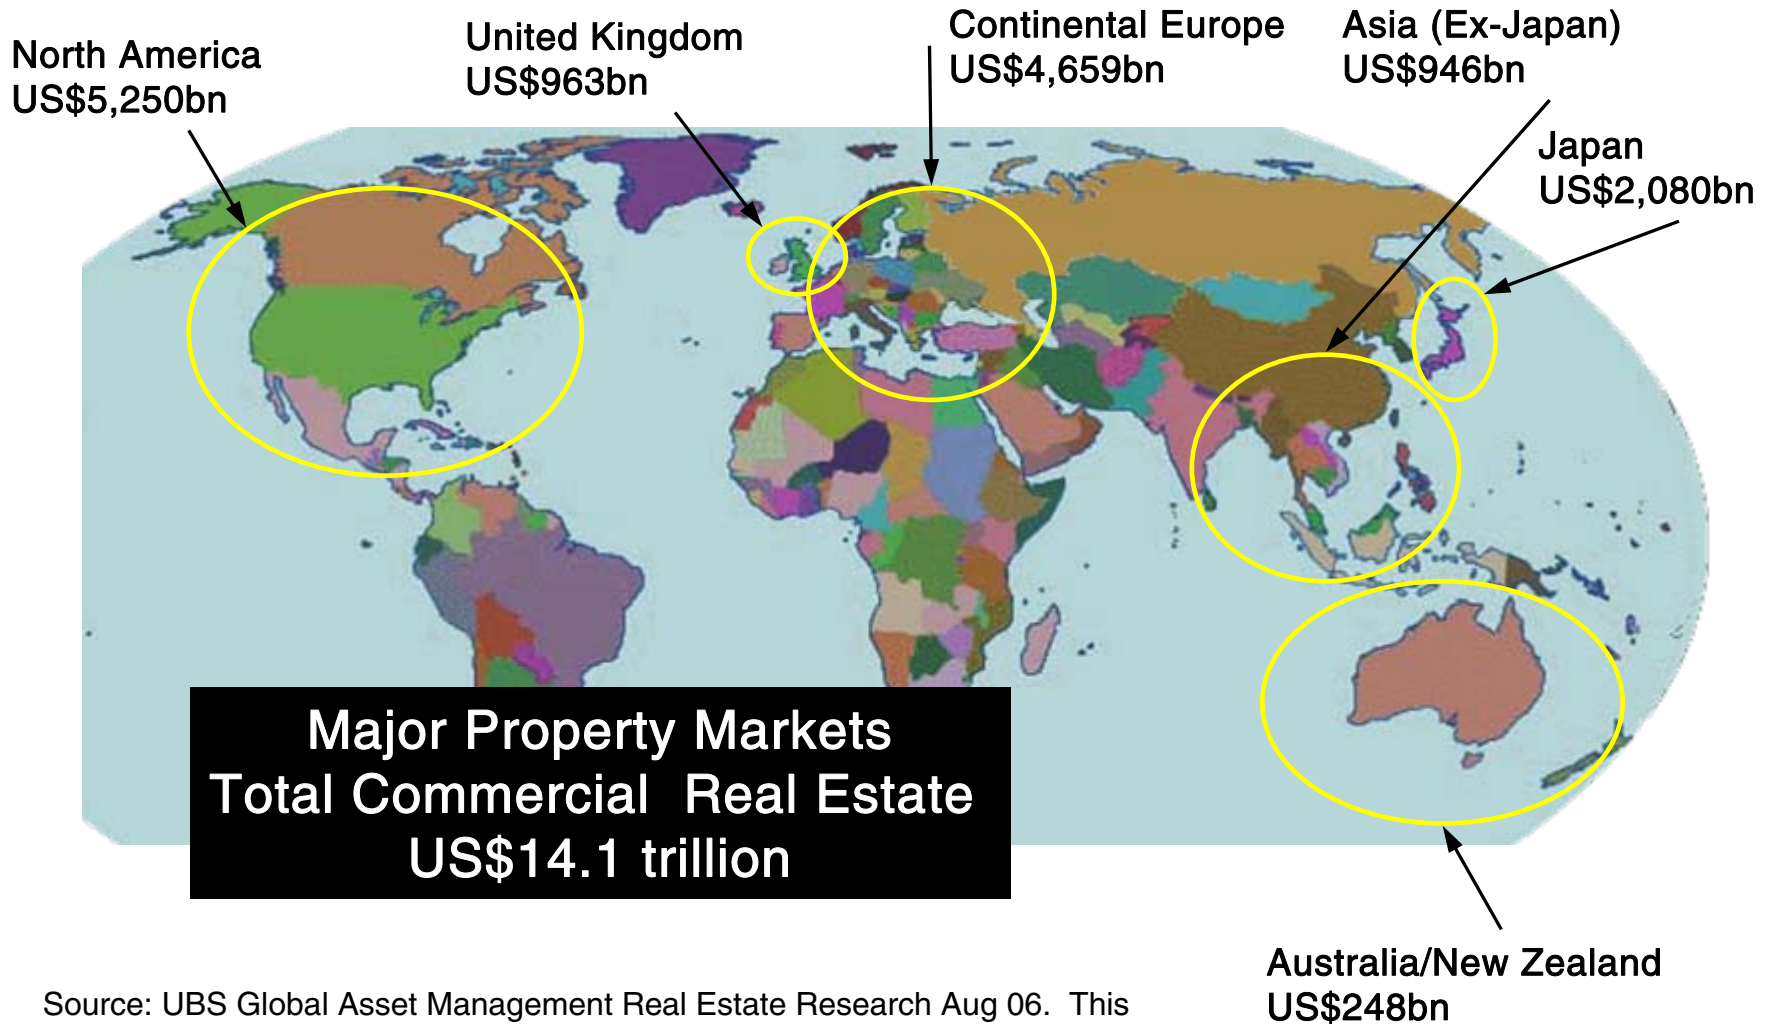 North America
US$5,250bn
United Kingdom
US$963bn
Continental Europe
US$4,659bn
Asia (Ex-Japan)
US$946bn
Japan
US$2,080bn
Major Property Markets
Total Commercial  Real Estate
US$14.1 trillion
Australia/New Zealand
US$248bn
Source: UBS Global Asset Management Real Estate Research Aug 06.  This